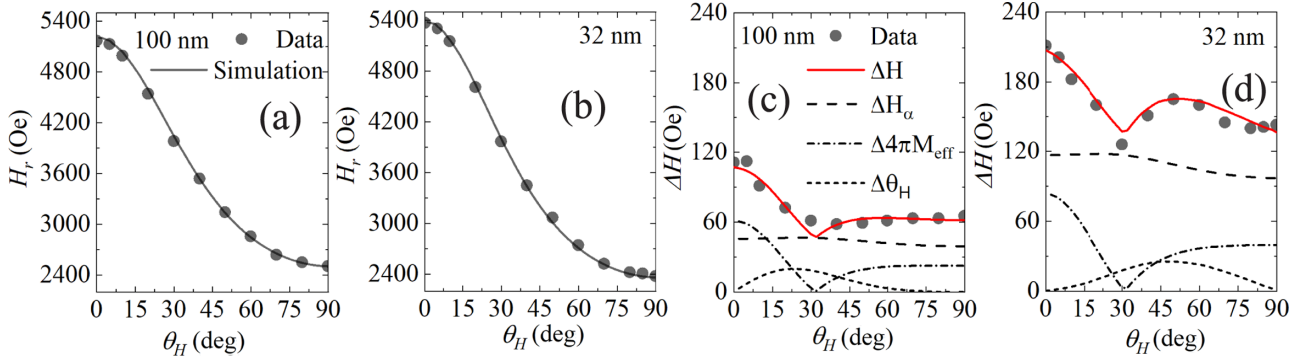 5400
4800
4200
3600
3000
2400
H_r (Oe)
100 nm
Data
Simulation
(a)
0 15 30 45 60 75 90
θ_H (deg)
5400
4800
4200
3600
3000
2400
H_r (Oe)
32 nm
(b)
0 15 30 45 60 75 90
θ_H (deg)
240
180
120
60
0
ΔH (Oe)
100 nm
Data
(c)
ΔH
ΔH_α
Δ4πM_eff
Δθ_H
0 15 30 45 60 75 90
θ_H (deg)
240
180
120
60
0
ΔH (Oe)
32 nm
(d)
0 15 30 45 60 75 90
θ_H (deg)